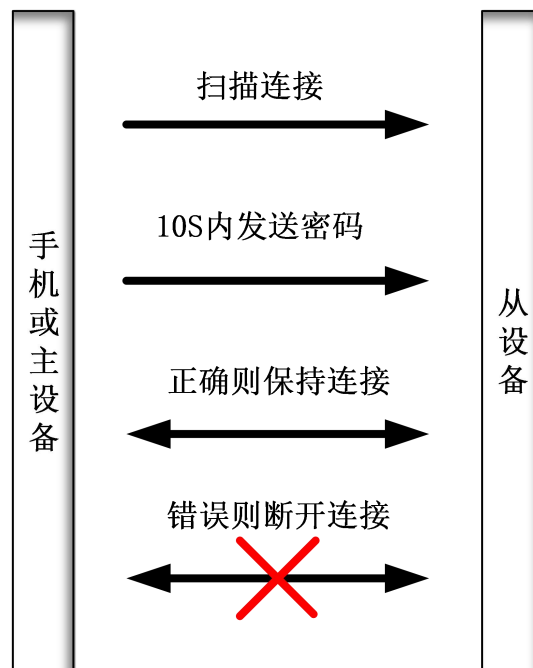 扫描连接
10S内发送密码
手机或主设备
从设备
正确则保持连接
错误则断开连接